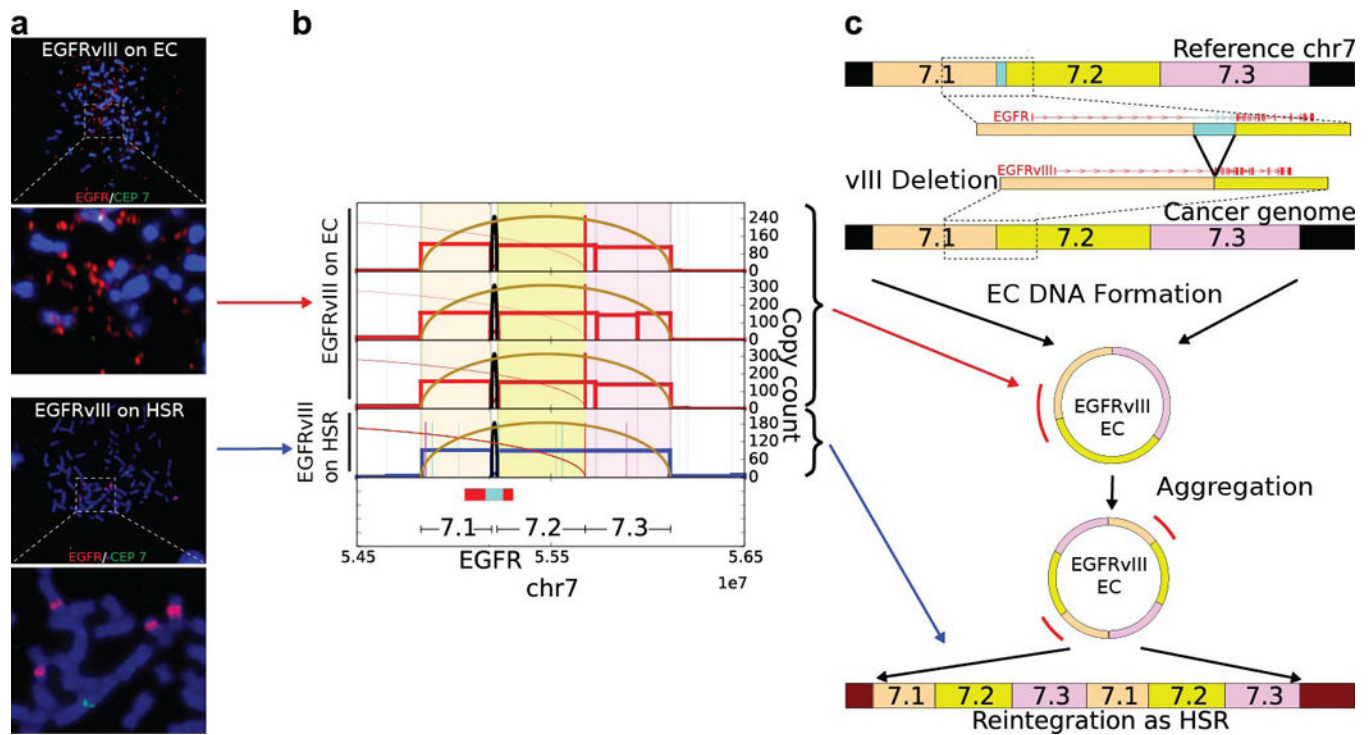 a
EGFRvIII on EC
EGFR/CEP 7
EGFRvIII on HSR
EGFR/CEP 7
b
EGFRvIII on EC
EGFRvIII
on HSR
240
160
80
0
300
200
100
0
300
200
100
0
180
120
60
0
Copy count
7.1 7.2 7.3
5.45 5.55 5.65
EGFR 1e7
chr7
c
Reference chr7
7.1 7.2 7.3
EGFR
EGFRvIII
vIII Deletion
Cancer genome
7.1 7.2 7.3
EC DNA Formation
EGFRvIII
EC
Aggregation
EGFRvIII
EC
7.1 7.2 7.3 7.1 7.2 7.3
Reintegration as HSR